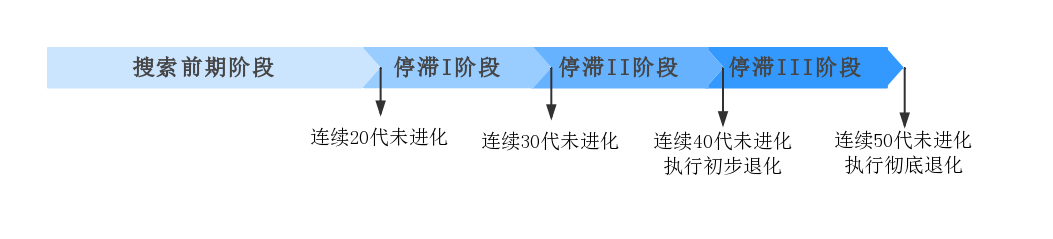 搜索前期阶段
停滞I阶段
停滞II阶段
停滞III阶段
连续20代未进化
连续30代未进化
连续40代未进化
执行初步退化
连续50代未进化
执行彻底退化